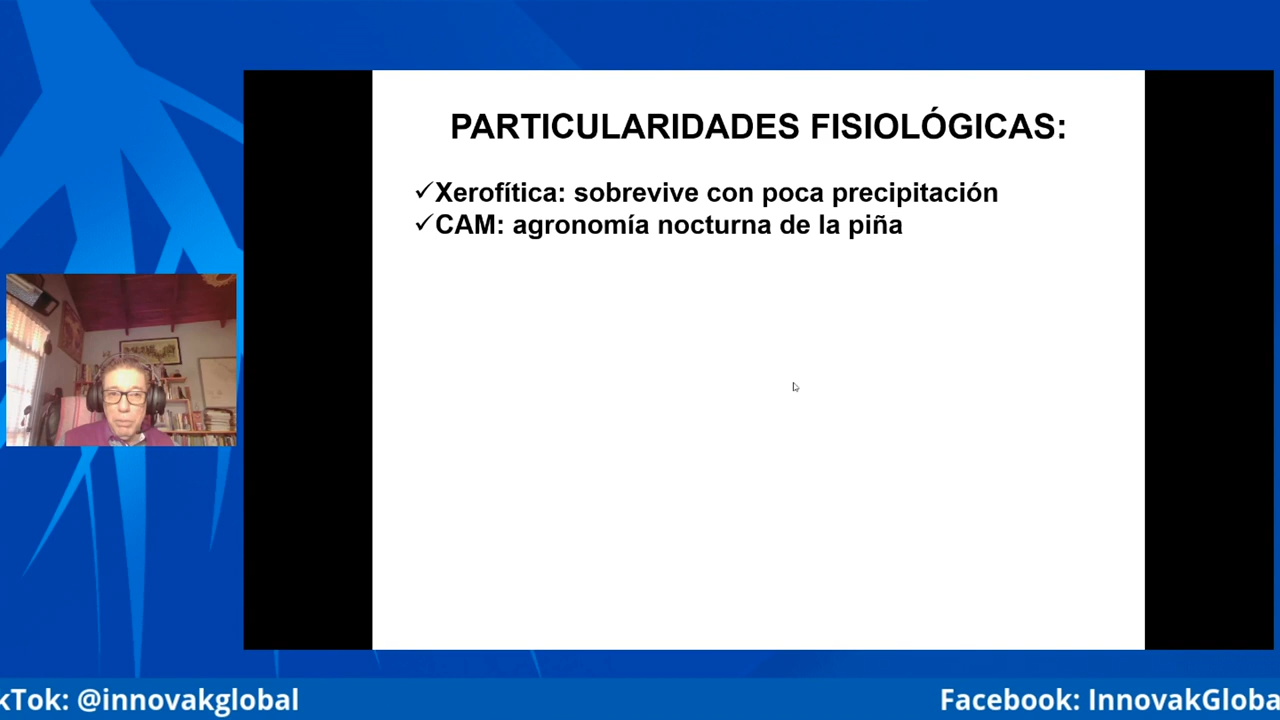 PARTICULARIDADES FISIOLÓGICAS:
✓Xerofítica: sobrevive con poca precipitación
✓CAM: agronomía nocturna de la piña
kTok: @innovakglobal
Facebook: InnovakGloba